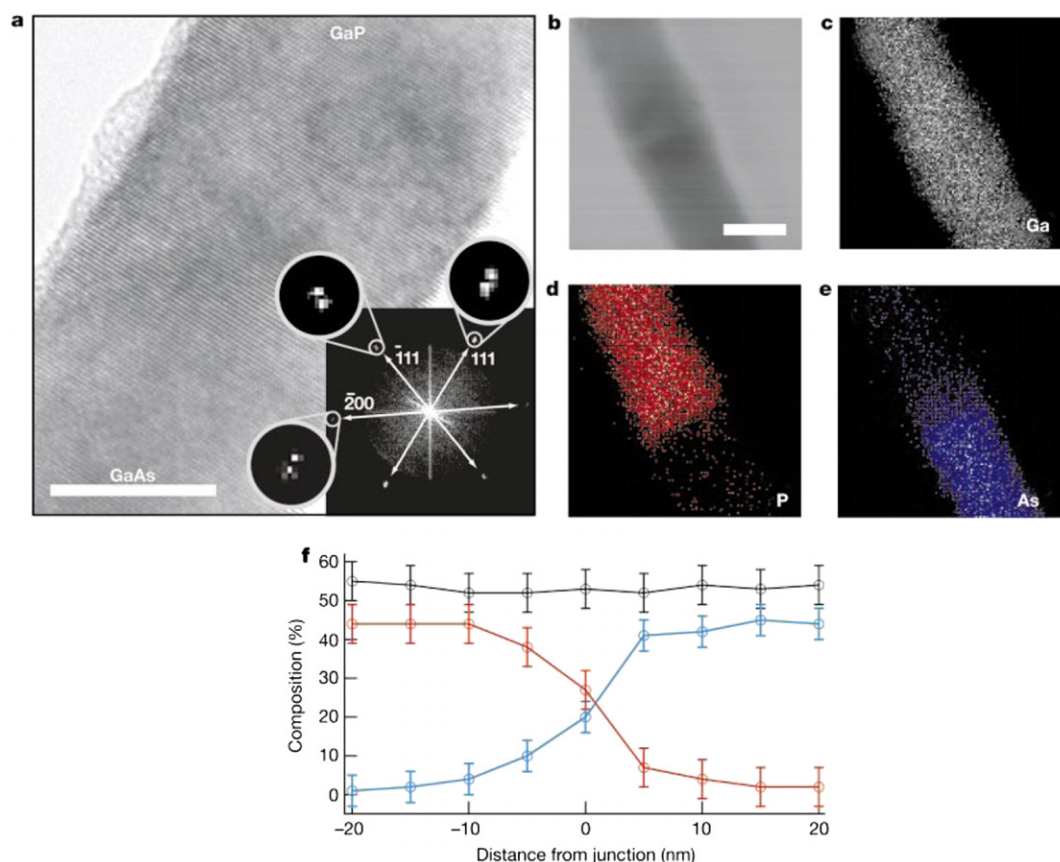 a
GaP
GaAs
1̄11
111
2̄00
b
c
Ga
d
P
e
As
f
Composition (%)
60
50
40
30
20
10
0
–20
–10
0
10
20
Distance from junction (nm)